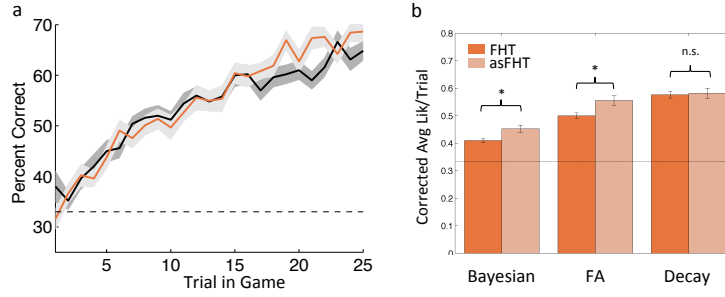 a
Percent Correct
70
60
50
40
30
5
10
15
20
25
Trial in Game
b
Corrected Avg Lik/Trial
0.8
0.7
0.6
0.5
0.4
0.3
0.2
0.1
0
FHT
asFHT
*
*
n.s.
Bayesian
FA
Decay